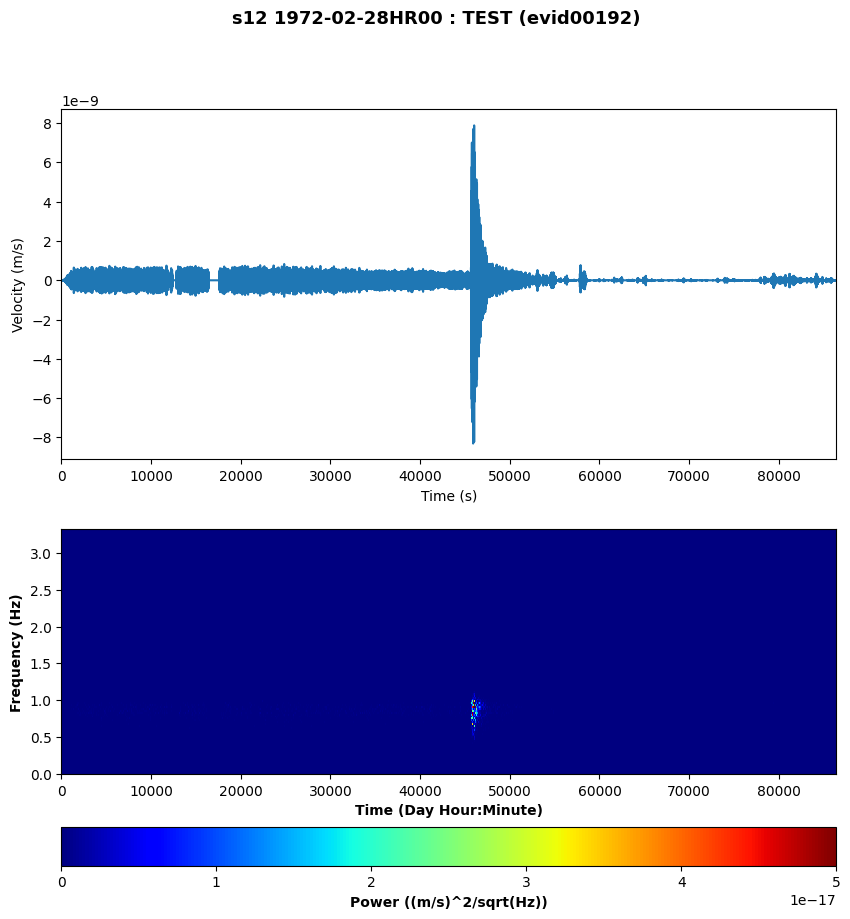 s12 1972-02-28HR00 : TEST (evid00192)
1e−9
8
6
4
2
0
−2
−4
−6
−8
Velocity (m/s)
0 10000 20000 30000 40000 50000 60000 70000 80000
Time (s)
3.0
2.5
2.0
1.5
1.0
0.5
0.0
Frequency (Hz)
0 10000 20000 30000 40000 50000 60000 70000 80000
Time (Day Hour:Minute)
0 1 2 3 4 5
1e−17
Power ((m/s)^2/sqrt(Hz))